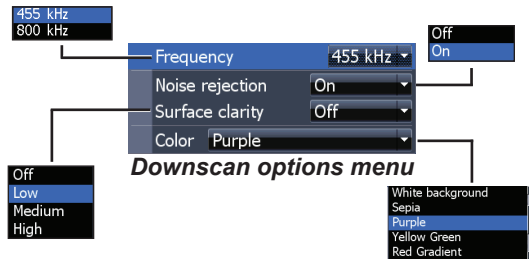 455 kHz
800 kHz
Off
On
Frequency 455 kHz
Noise rejection On
Surface clarity Off
Color Purple
Downscan options menu
Off
Low
Medium
High
White background
Sepia
Purple
Yellow Green
Red Gradient